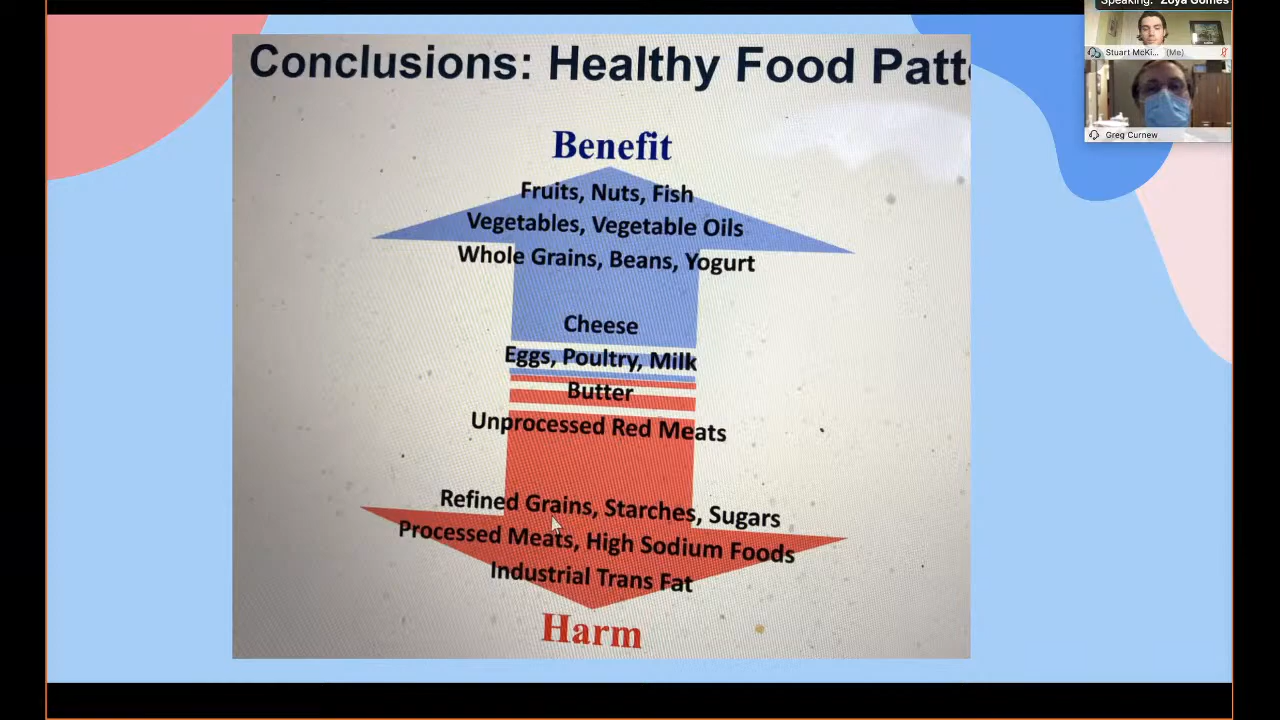 Conclusions: Healthy Food Patt
Benefit
Fruits, Nuts, Fish
Vegetables, Vegetable Oils
Whole Grains, Beans, Yogurt
Cheese
Eggs, Poultry, Milk
Butter
Unprocessed Red Meats
Refined Grains, Starches, Sugars
Processed Meats, High Sodium Foods
Industrial Trans Fat
Harm
Speaking: Zoya Gomes
Stuart McKi... (Me)
Greg Curnew